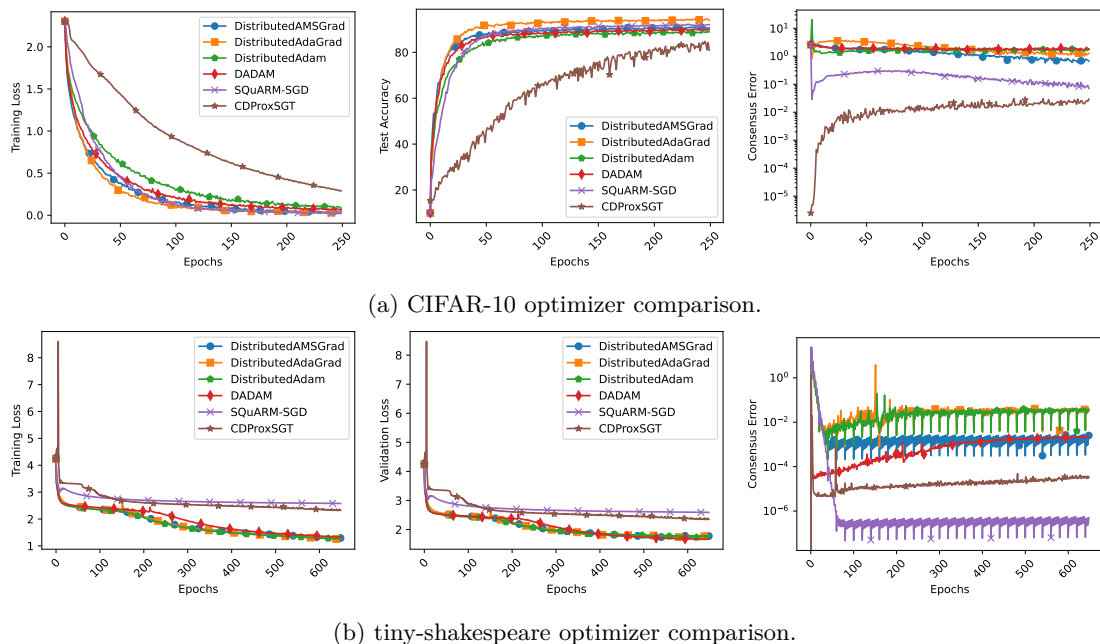 Training Loss
2.0
1.5
1.0
0.5
0.0
0
50
100
150
200
250
Epochs
DistributedAMSGrad
DistributedAdaGrad
DistributedAdam
DADAM
SQuARM-SGD
CDProxSGT
Test Accuracy
80
60
40
20
0
50
100
150
200
250
Epochs
DistributedAMSGrad
DistributedAdaGrad
DistributedAdam
DADAM
SQuARM-SGD
CDProxSGT
Consensus Error
10^1
10^0
10^-1
10^-2
10^-3
10^-4
10^-5
0
50
100
150
200
250
Epochs
(a) CIFAR-10 optimizer comparison.
Training Loss
8
7
6
5
4
3
2
1
0
100
200
300
400
500
600
Epochs
DistributedAMSGrad
DistributedAdaGrad
DistributedAdam
DADAM
SQuARM-SGD
CDProxSGT
Validation Loss
8
7
6
5
4
3
2
0
100
200
300
400
500
600
Epochs
DistributedAMSGrad
DistributedAdaGrad
DistributedAdam
DADAM
SQuARM-SGD
CDProxSGT
Consensus Error
10^0
10^-2
10^-4
10^-6
100
200
300
400
500
600
Epochs
(b) tiny-shakespeare optimizer comparison.